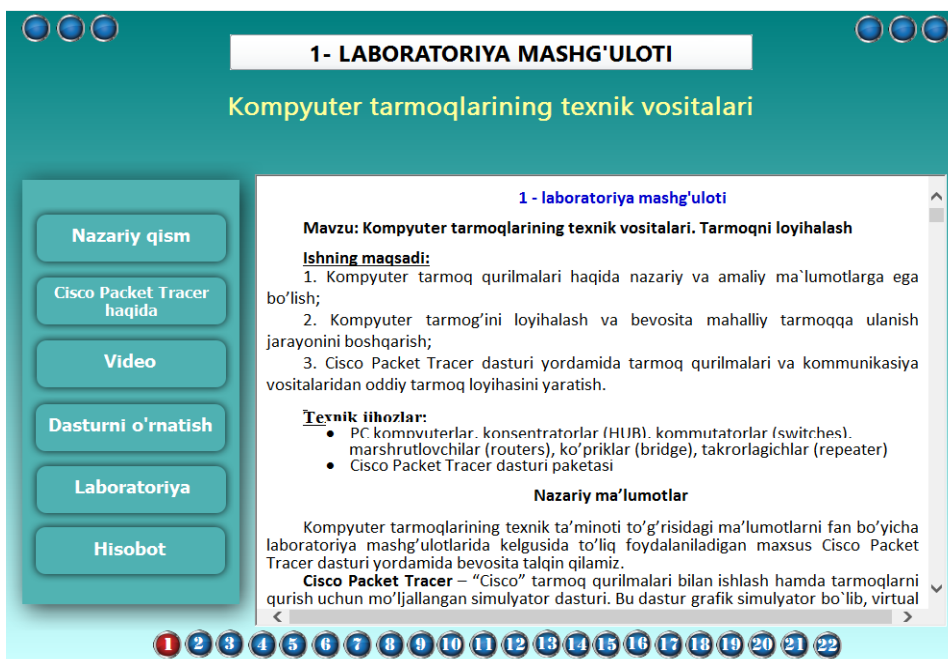 1- LABORATORIYA MASHG'ULOTI
Kompyuter tarmoqlarining texnik vositalari
Nazariy qism
Cisco Packet Tracer
haqida
Video
Dasturni o'rnatish
Laboratoriya
Hisobot
1 - laboratoriya mashg'uloti
Mavzu: Kompyuter tarmoqlarining texnik vositalari. Tarmoqni loyihalash
Ishning maqsadi:
1. Kompyuter tarmoq qurilmalari haqida nazariy va amaliy ma`lumotlarga ega
bo’lish;
2. Kompyuter tarmog’ini loyihalash va bevosita mahalliy tarmoqqa ulanish
jarayonini boshqarish;
3. Cisco Packet Tracer dasturi yordamida tarmoq qurilmalari va kommunikasiya
vositalaridan oddiy tarmoq loyihasini yaratish.
Texnik jihozlar:
● PC kompyuterlar, konsentratorlar (HUB), kommutatorlar (switches),
marshrutlovchilar (routers), ko’priklar (bridge), takrorlagichlar (repeater)
● Cisco Packet Tracer dasturi paketasi
Nazariy ma’lumotlar
Kompyuter tarmoqlarining texnik ta’minoti to’g’risidagi ma’lumotlarni fan bo’yicha
laboratoriya mashg’ulotlarida kelgusida to’liq foydalaniladigan maxsus Cisco Packet
Tracer dasturi yordamida bevosita talqin qilamiz.
Cisco Packet Tracer – “Cisco” tarmoq qurilmalari bilan ishlash hamda tarmoqlarni
qurish uchun mo’ljallangan simulyator dasturi. Bu dastur grafik simulyator bo`lib, virtual
1 2 3 4 5 6 7 8 9 10 11 12 13 14 15 16 17 18 19 20 21 22